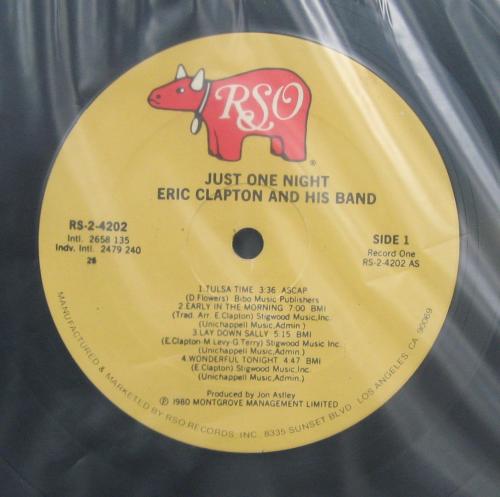 RSO
®
JUST ONE NIGHT
ERIC CLAPTON AND HIS BAND
RS-2-4202
Intl. 2658 135
Indv. Intl. 2479 240
26
SIDE 1
Record One
RS-2-4202 AS
1.TULSA TIME 3:36 ASCAP
(D.Flowers) Bibo Music Publishers
2.EARLY IN THE MORNING 7:00 BMI
(Trad. Arr. E.Clapton) Stigwood Music,Inc.
(Unichappell Music,Admin.)
3.LAY DOWN SALLY 5:15 BMI
(E.Clapton-M.Levy-G.Terry) Stigwood Music Inc.
(Unichappell Music,Admin.)
4.WONDERFUL TONIGHT 4:47 BMI
(E.Clapton) Stigwood Music,Inc.
(Unichappell Music,Admin.)
Produced by Jon Astley
℗ 1980 MONTGROVE MANAGEMENT LIMITED
MANUFACTURED & MARKETED BY RSO RECORDS, INC. 8335 SUNSET BLVD. LOS ANGELES, CA. 90069